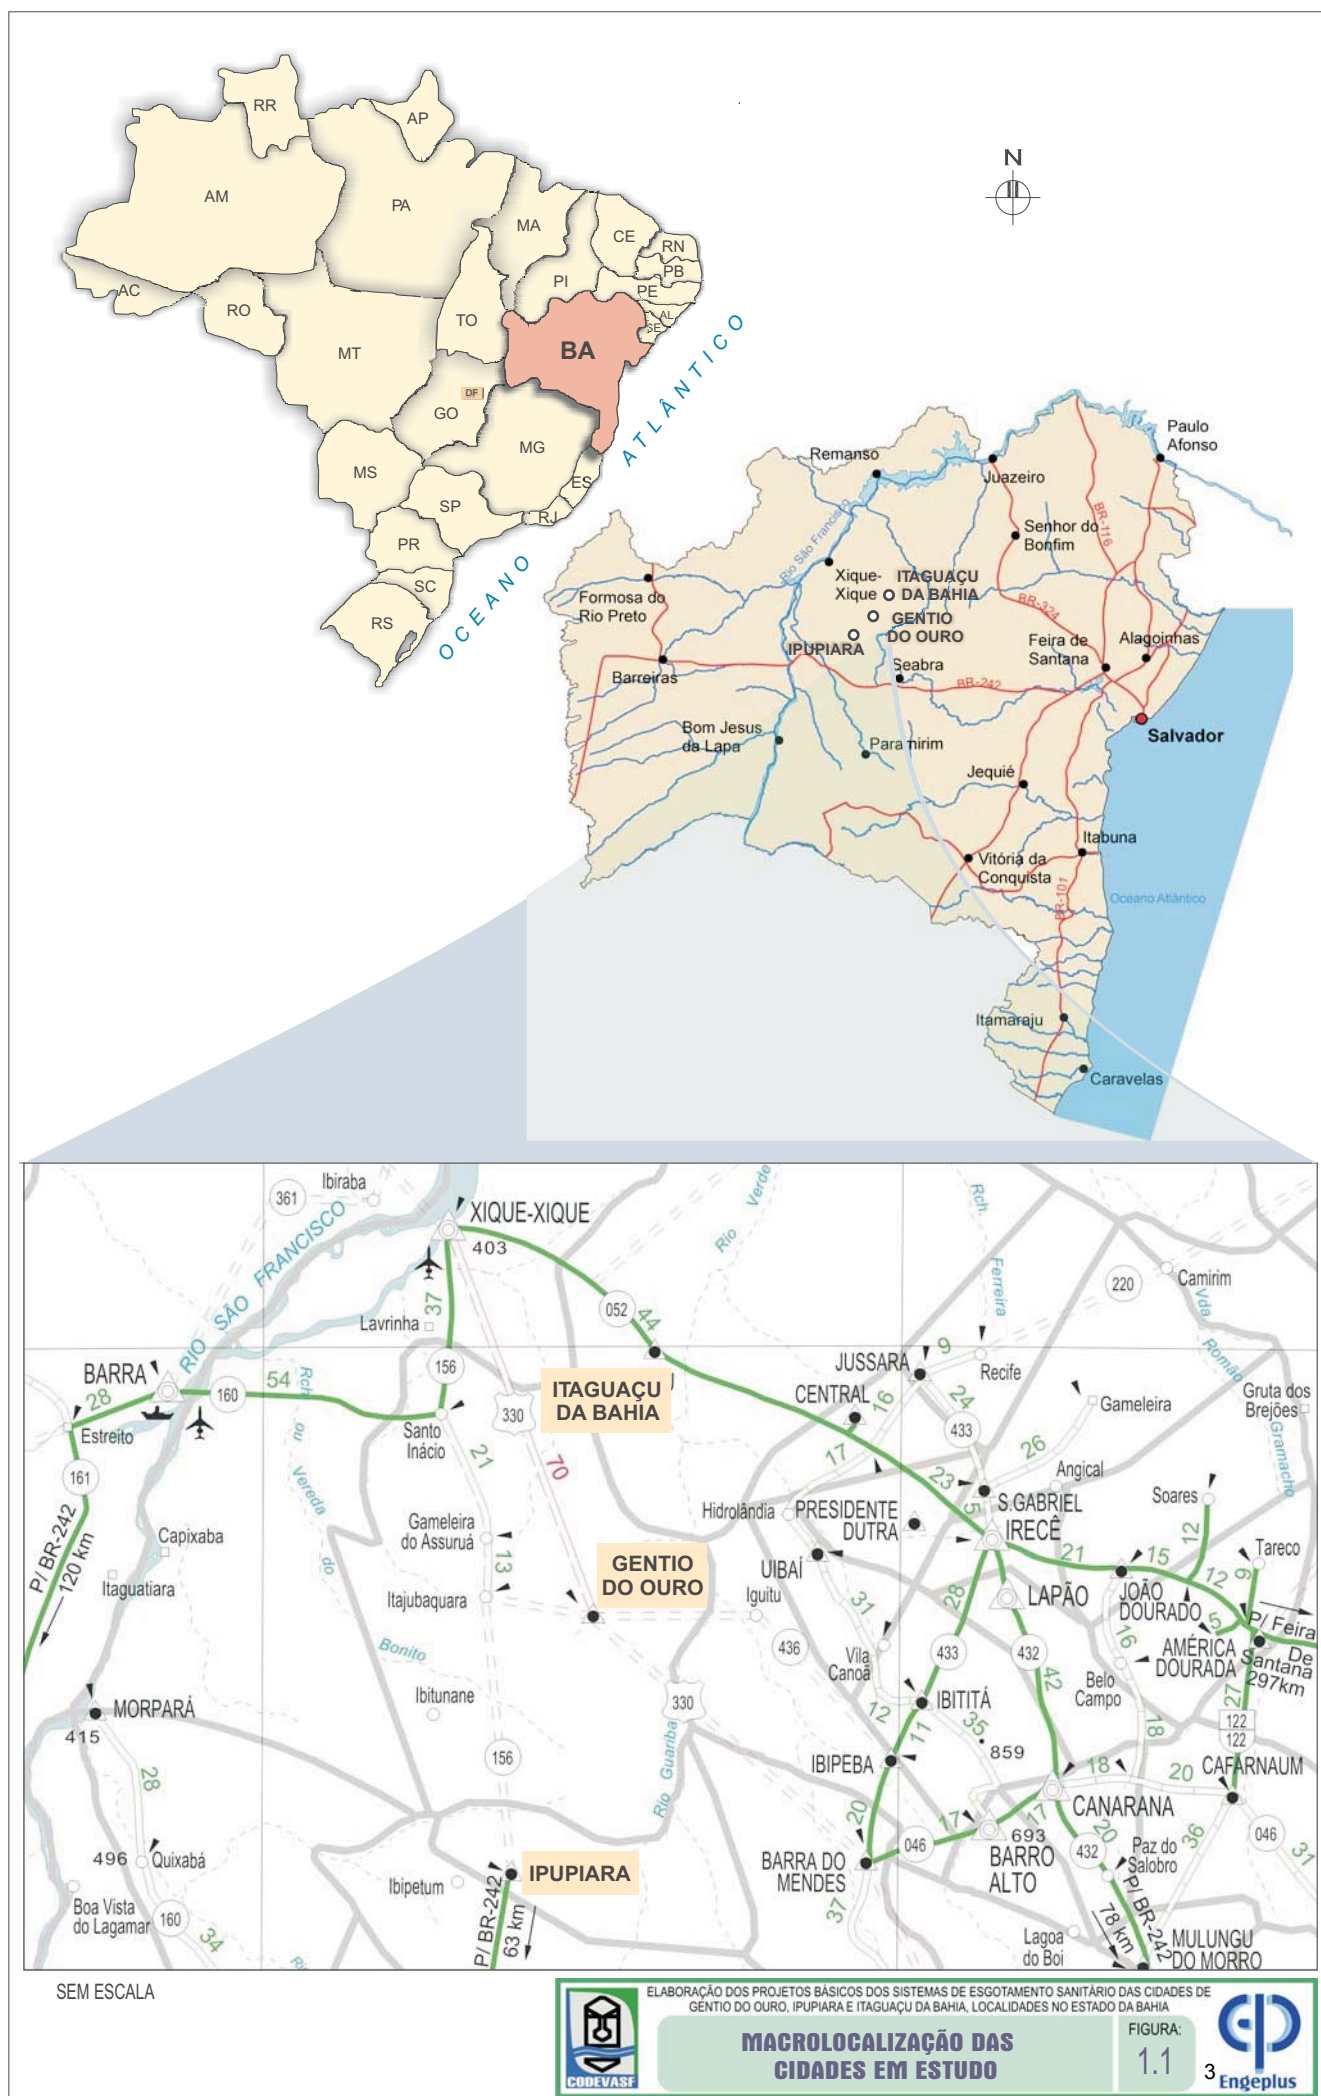 RR
AP
AM
PA
MA
CE
RN
PB
PI
PE
AL
SE
AC
RO
TO
MT
BA
DF
GO
MG
MS
ES
SP
RJ
PR
SC
RS
OCEANO
ATLÂNTICO
N
Paulo
Afonso
Remanso
Juazeiro
BR-116
Rio São Francisco
Senhor do
Bonfim
Xique-
Xique
ITAGUAÇU
DA BAHIA
Formosa do
Rio Preto
GENTIO
DO OURO
BR-324
IPUPIARA
Feira de
Santana
Alagoinhas
Barreiras
Seabra
BR-242
Bom Jesus
da Lapa
Paramirim
Salvador
Jequié
Itabuna
Vitória da
Conquista
BR-101
Oceano Atlântico
Itamaraju
Caravelas
361
Ibiraba
XIQUE-XIQUE
403
RIO SÃO FRANCISCO
Rio Verde
Rch.
Ferreira
220
Camirim
Vda.
Romão
37
Lavrinha
052
44
156
BARRA
28
160
54
Rch
no
Vereda
do
Estreito
161
P/ BR-242
120 km
Santo
Inácio
330
70
21
ITAGUAÇU
DA BAHIA
JUSSARA
9
Recife
CENTRAL
16
24
433
17
26
Gameleira
Gruta dos
Brejões
Gramacho
23
Angical
5
S.GABRIEL
IRECÊ
Soares
12
Hidrolândia
PRESIDENTE
DUTRA
UIBAÍ
Iguitu
Capixaba
Itaguatiara
Gameleira
do Assuruá
13
Itajubaquara
GENTIO
DO OURO
21
15
12
Tareco
9
JOÃO
DOURADO
LAPÃO
28
31
436
Vila
Canoã
433
432
42
16
5
P/ Feira
De
Santana
297km
AMÉRICA
DOURADA
Belo
Campo
27
122
122
Bonito
Ibitunane
MORPARÁ
415
330
Rio Guariba
12
IBITITÁ
11
35
859
18
156
28
IBIPEBA
18
20
CAFARNAUM
CANARANA
496
Quixabá
20
17
046
693
17
BARRO
ALTO
20
432
Paz do
Salobro
36
046
31
Ibipetum
IPUPIARA
BARRA DO
MENDES
37
Boa Vista
do Lagamar
160
34
P/ BR-242
63 km
Lagoa
do Boi
P/ BR-242
78 km
MULUNGU
DO MORRO
SEM ESCALA
CODEVASF
ELABORAÇÃO DOS PROJETOS BÁSICOS DOS SISTEMAS DE ESGOTAMENTO SANITÁRIO DAS CIDADES DE
GENTIO DO OURO, IPUPIARA E ITAGUAÇU DA BAHIA, LOCALIDADES NO ESTADO DA BAHIA
MACROLOCALIZAÇÃO DAS
CIDADES EM ESTUDO
FIGURA:
1.1
3
Engeplus